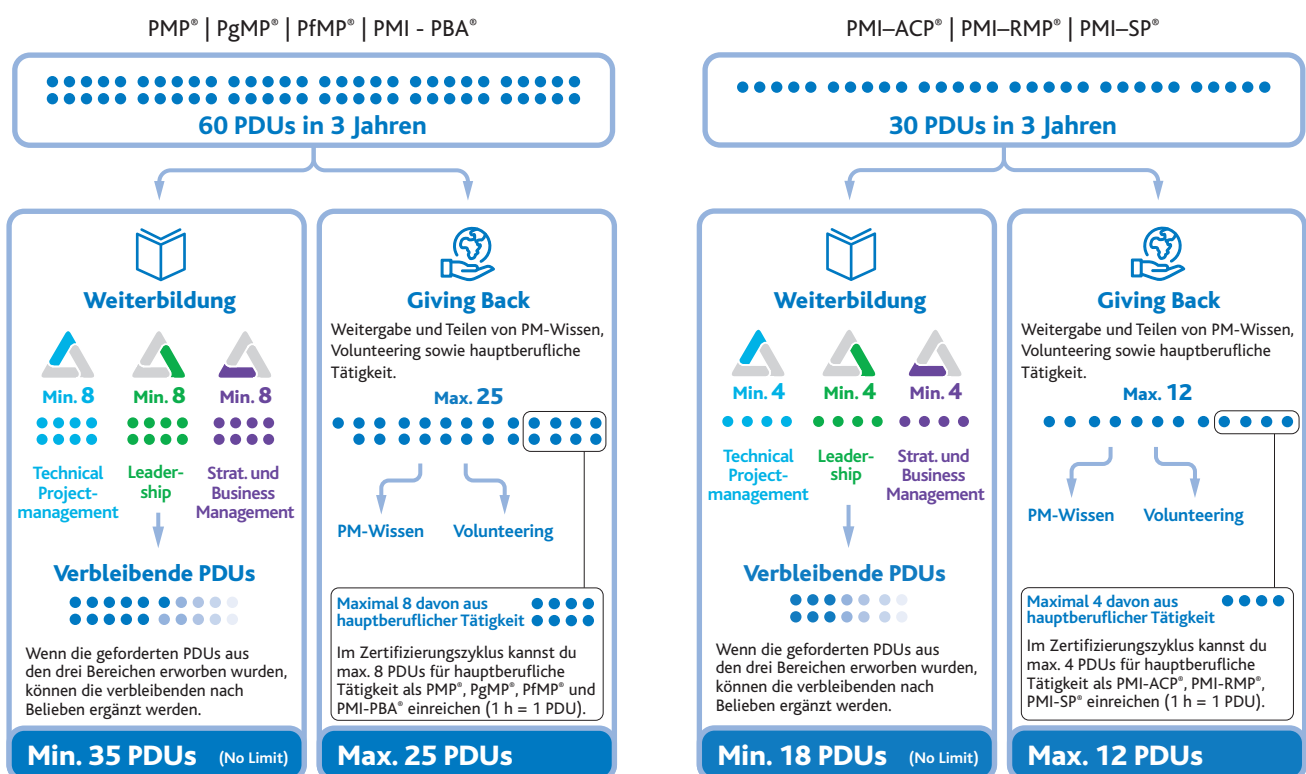 PMP® | PgMP® | PfMP® | PMI - PBA®
60 PDUs in 3 Jahren
Weiterbildung
Min. 8
Min. 8
Min. 8
Technical
Project-
management
Leader-
ship
Strat. und
Business
Management
Verbleibende PDUs
Wenn die geforderten PDUs aus
den drei Bereichen erworben wurden,
können die verbleibenden nach
Belieben ergänzt werden.
Min. 35 PDUs (No Limit)
Giving Back
Weitergabe und Teilen von PM-Wissen,
Volunteering sowie hauptberufliche
Tätigkeit.
Max. 25
PM-Wissen
Volunteering
Maximal 8 davon aus
hauptberuflicher Tätigkeit
Im Zertifizierungszyklus kannst du
max. 8 PDUs für hauptberufliche
Tätigkeit als PMP®, PgMP®, PfMP® und
PMI-PBA® einreichen (1 h = 1 PDU).
Max. 25 PDUs
PMI–ACP® | PMI–RMP® | PMI–SP®
30 PDUs in 3 Jahren
Weiterbildung
Min. 4
Min. 4
Min. 4
Technical
Project-
management
Leader-
ship
Strat. und
Business
Management
Verbleibende PDUs
Wenn die geforderten PDUs aus
den drei Bereichen erworben wurden,
können die verbleibenden nach
Belieben ergänzt werden.
Min. 18 PDUs (No Limit)
Giving Back
Weitergabe und Teilen von PM-Wissen,
Volunteering sowie hauptberufliche
Tätigkeit.
Max. 12
PM-Wissen
Volunteering
Maximal 4 davon aus
hauptberuflicher Tätigkeit
Im Zertifizierungszyklus kannst du
max. 4 PDUs für hauptberufliche
Tätigkeit als PMI-ACP®, PMI-RMP®,
PMI-SP® einreichen (1 h = 1 PDU).
Max. 12 PDUs